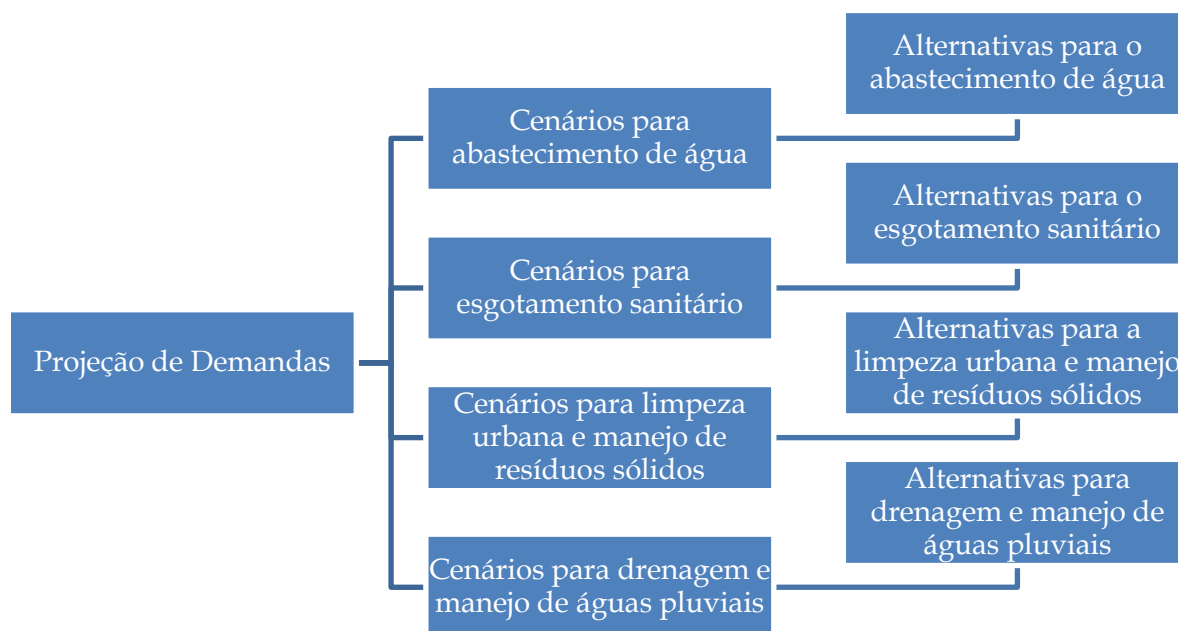 Projeção de Demandas
Cenários para
abastecimento de água
Alternativas para o
abastecimento de água
Cenários para
esgotamento sanitário
Alternativas para o
esgotamento sanitário
Cenários para limpeza
urbana e manejo de
resíduos sólidos
Alternativas para a
limpeza urbana e manejo
de resíduos sólidos
Cenários para drenagem e
manejo de águas pluviais
Alternativas para
drenagem e manejo de
águas pluviais